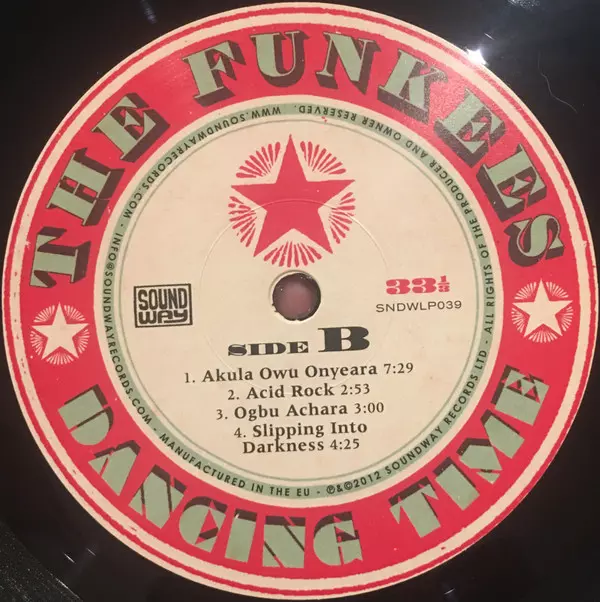 THE FUNKEES
DANCING TIME
WWW.SOUNDWAYRECORDS.COM - INFO@SOUNDWAYRECORDS.COM - MANUFACTURED IN THE EU - ℗&©2012 SOUNDWAY RECORDS LTD - ALL RIGHTS OF THE PRODUCER AND OWNER RESERVED.
SOUND
WAY
33 1/3
SNDWLP039
SIDE B
1. Akula Owu Onyeara 7:29
2. Acid Rock 2:53
3. Ogbu Achara 3:00
4. Slipping Into
Darkness 4:25